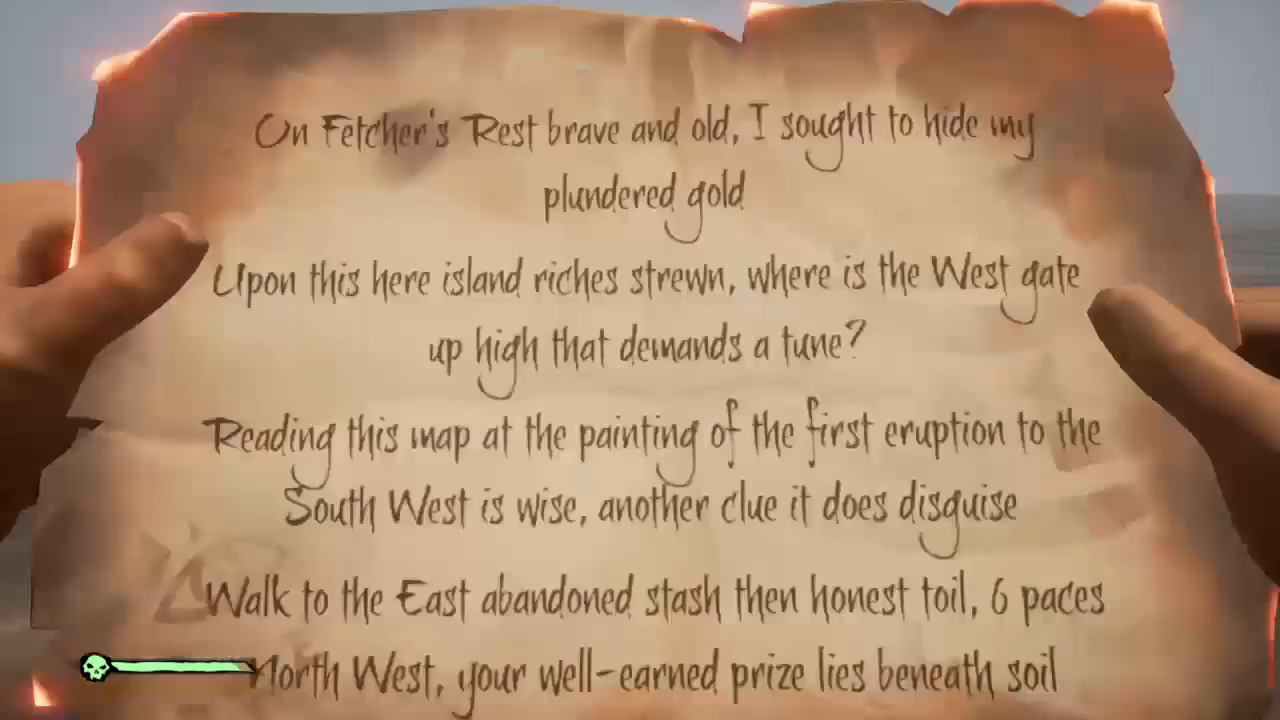 On Fetcher's Rest brave and old, I sought to hide my
plundered gold
Upon this here island riches strewn, where is the West gate
up high that demands a tune?
Reading this map at the painting of the first eruption to the
South West is wise, another clue it does disguise
Walk to the East abandoned stash then honest toil, 6 paces
North West, your well-earned prize lies beneath soil